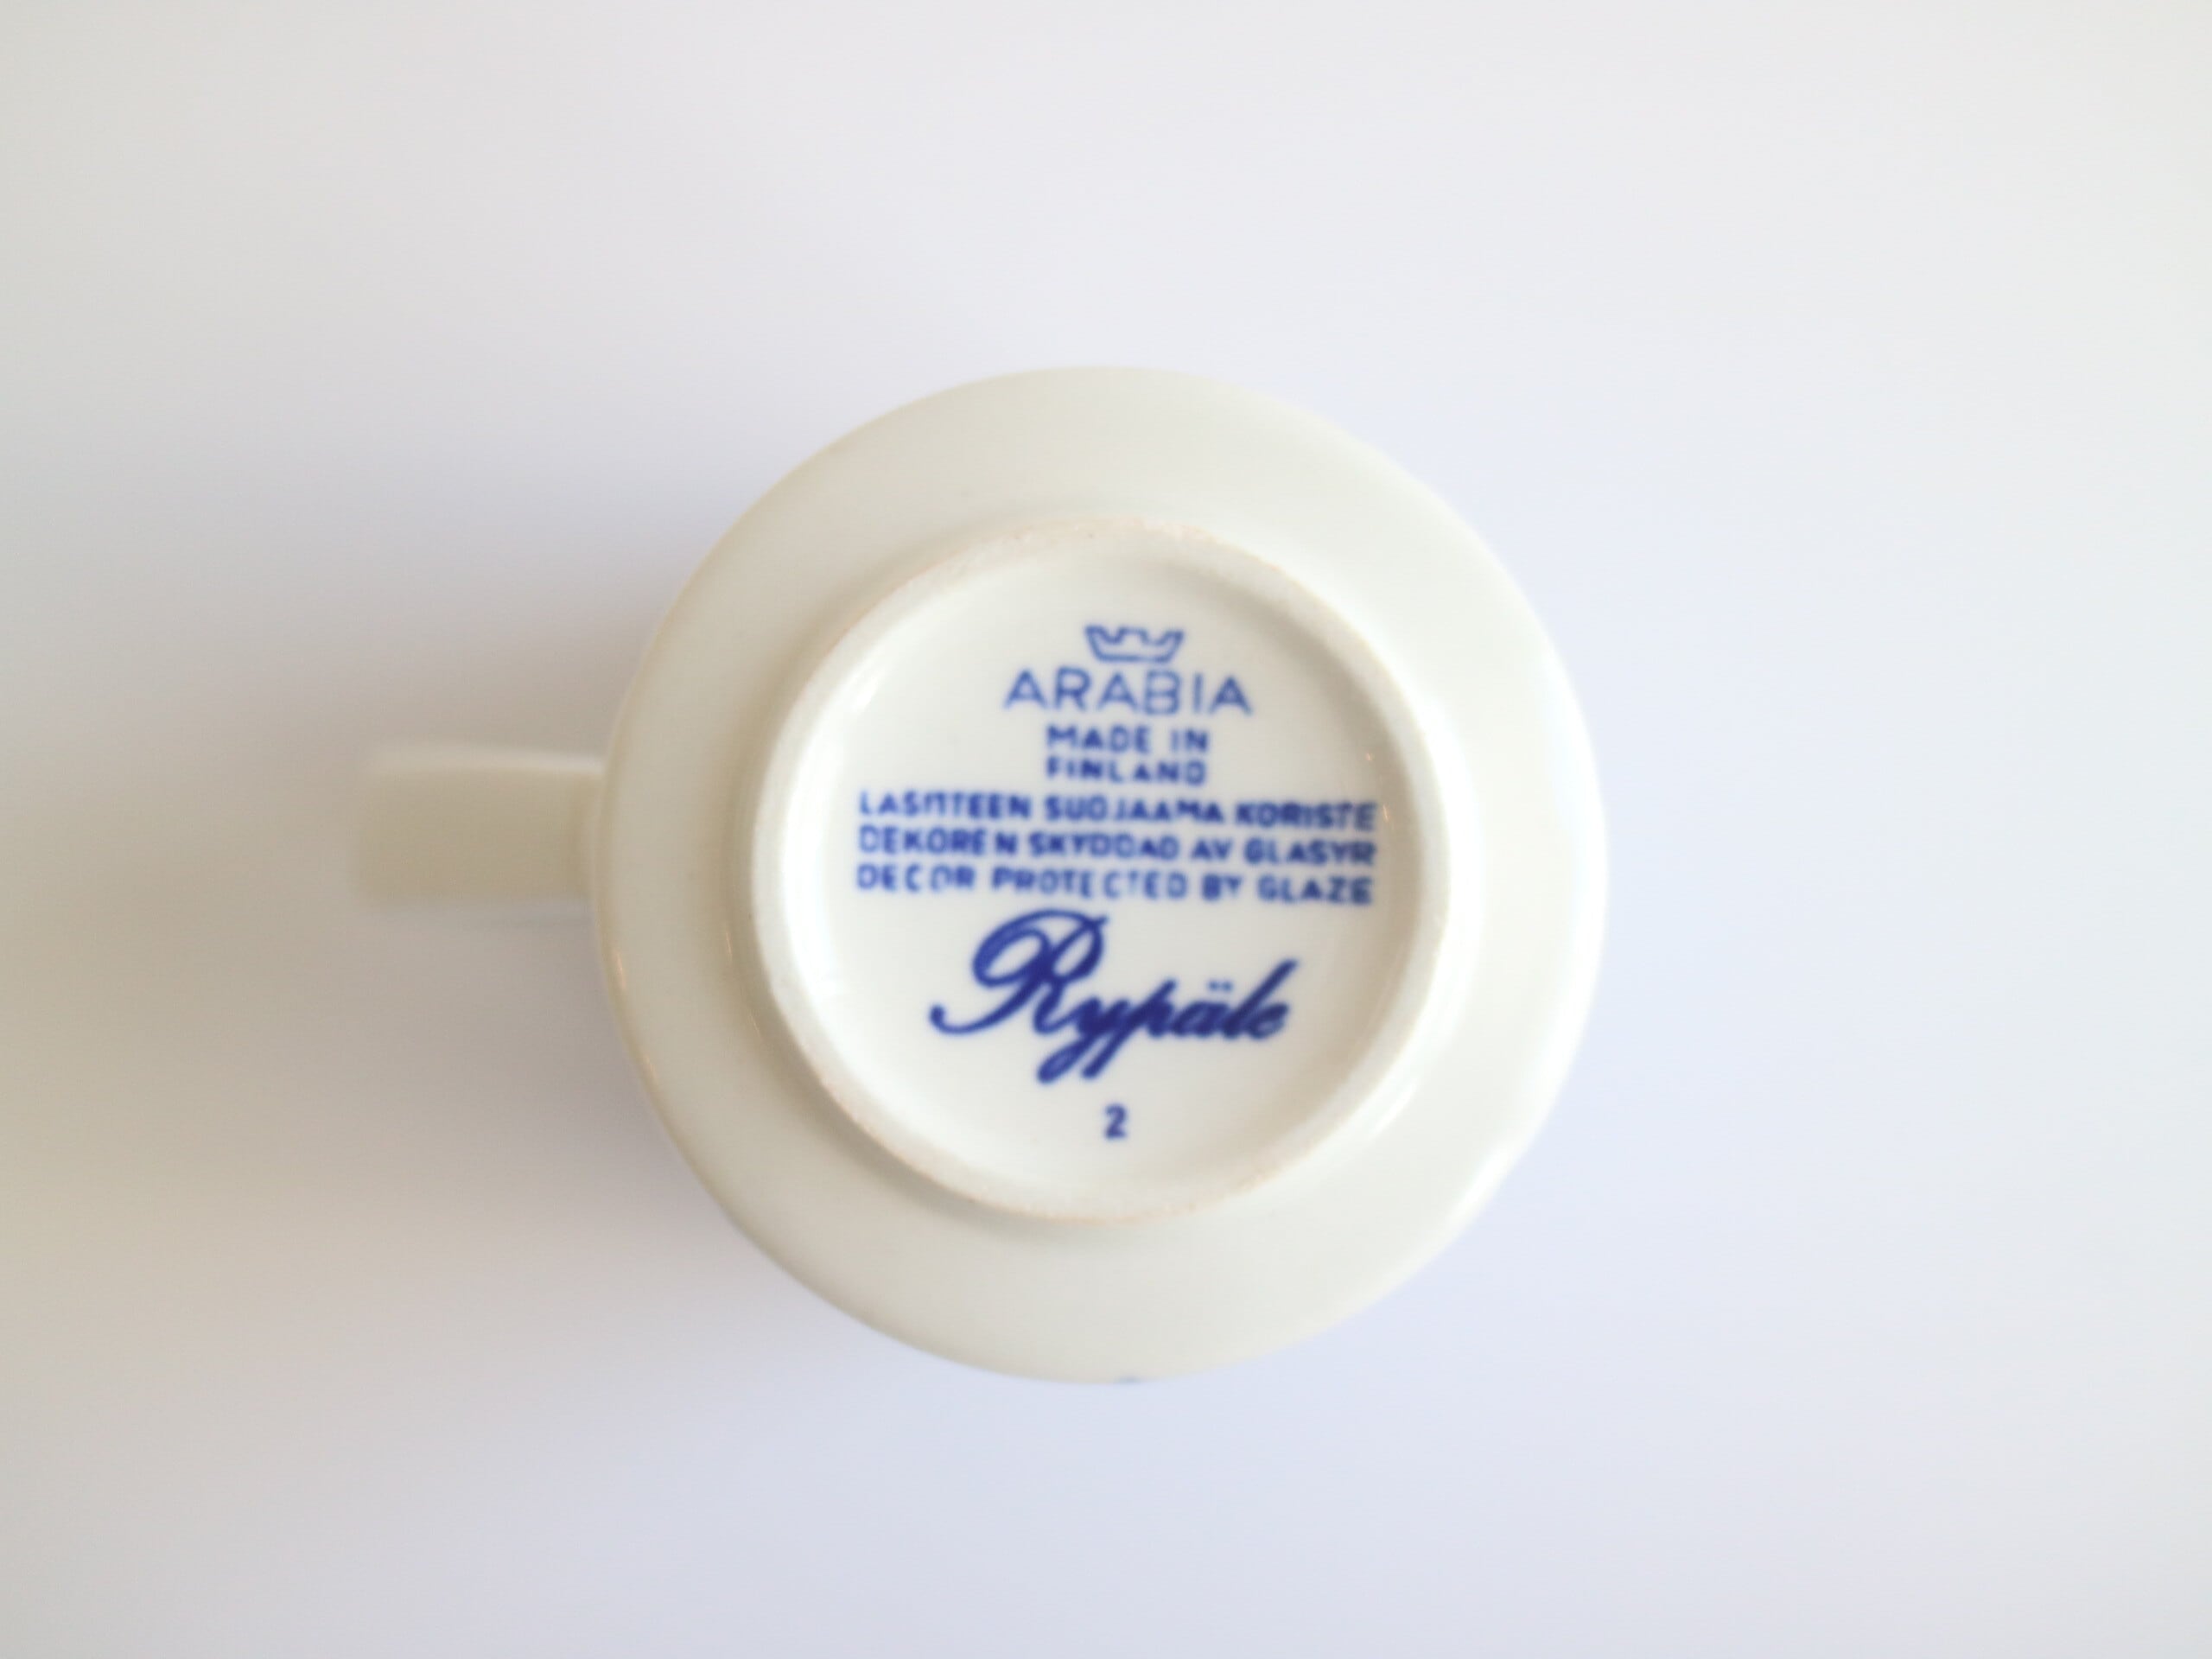 ARABIA
MADE IN
FINLAND
LASITTEEN SUOJAAMA KORISTE
DEKOREN SKYDDAD AV GLASYR
DECOR PROTECTED BY GLAZE
Rypäle
2